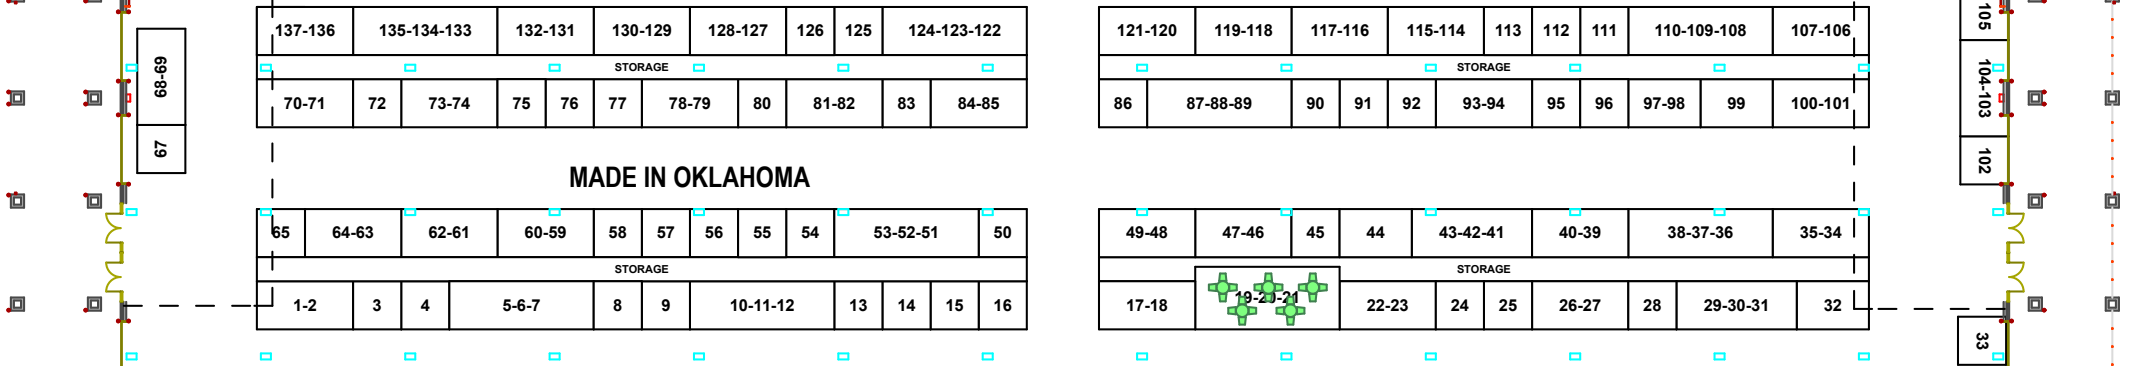 137-136 135-134-133 132-131 130-129 128-127 126 125 124-123-122 121-120 119-118 117-116 115-114 113 112 111 110-109-108 107-106 105
STORAGE STORAGE
69-68 70-71 72 73-74 75 76 77 78-79 80 81-82 83 84-85 86 87-88-89 90 91 92 93-94 95 96 97-98 99 100-101 104-103
67 102
MADE IN OKLAHOMA
65 64-63 62-61 60-59 58 57 56 55 54 53-52-51 50 49-48 47-46 45 44 43-42-41 40-39 38-37-36 35-34
STORAGE STORAGE
1-2 3 4 5-6-7 8 9 10-11-12 13 14 15 16 17-18 19-20-21 22-23 24 25 26-27 28 29-30-31 32
33